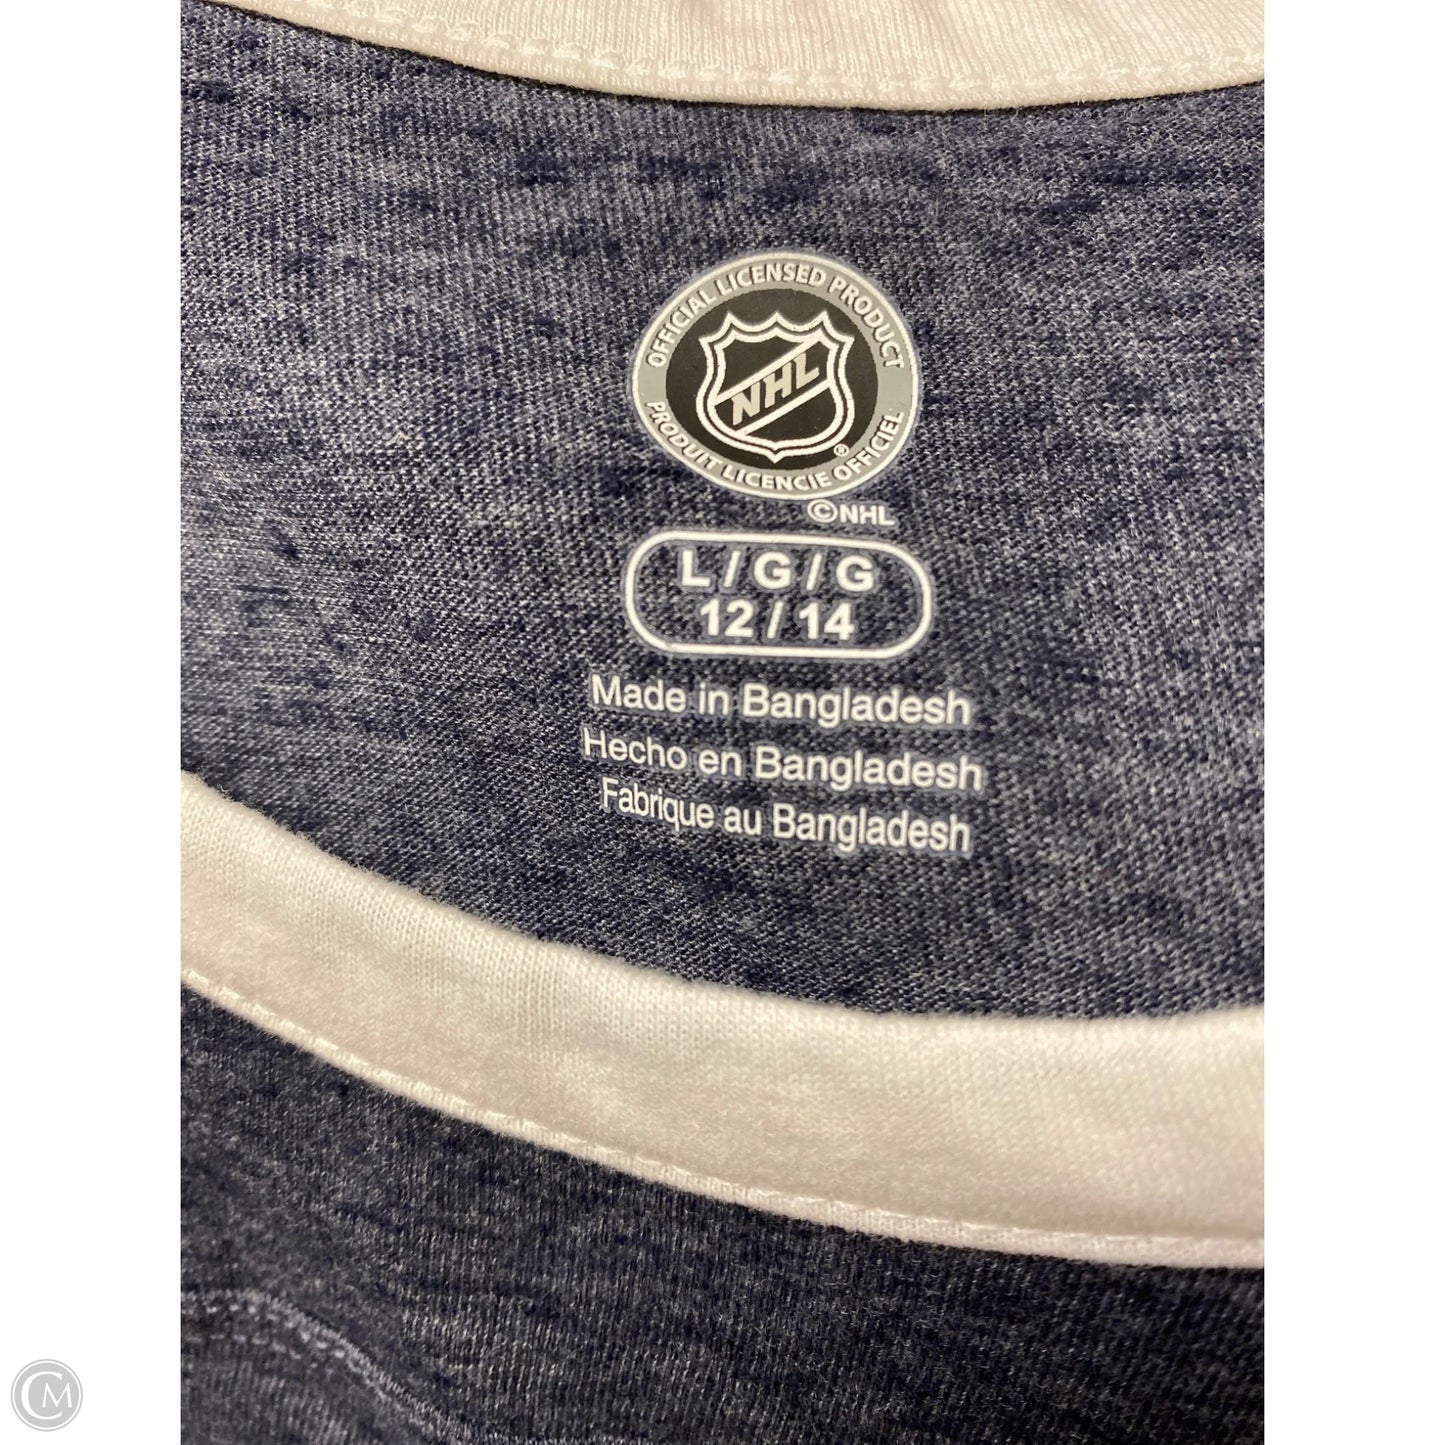 OFFICIAL LICENSED PRODUCT
NHL
®
PRODUIT LICENCIE OFFICIEL
©NHL
L/G/G
12/14
Made in Bangladesh
Hecho en Bangladesh
Fabrique au Bangladesh
CM